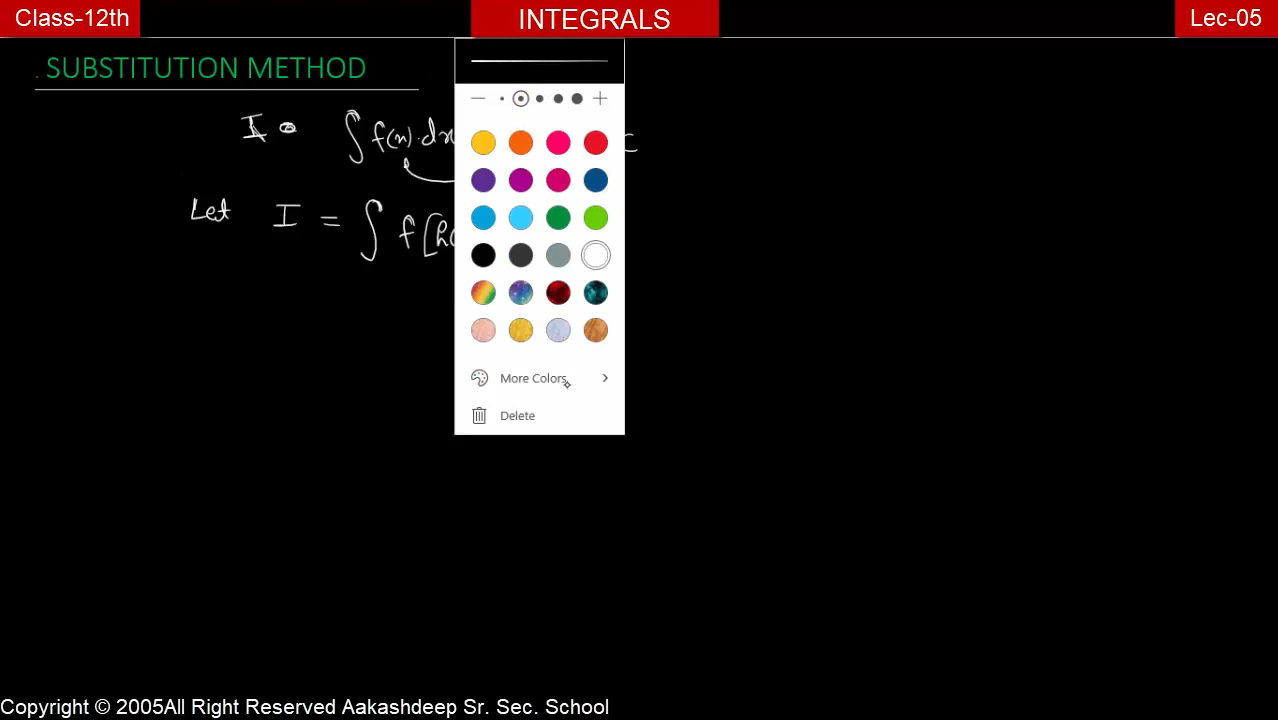 Class-12th
INTEGRALS
Lec-05
SUBSTITUTION METHOD
I = ∫ f(x).dx
Let I = ∫ f[h(
More Colors
Delete
Copyright © 2005All Right Reserved Aakashdeep Sr. Sec. School